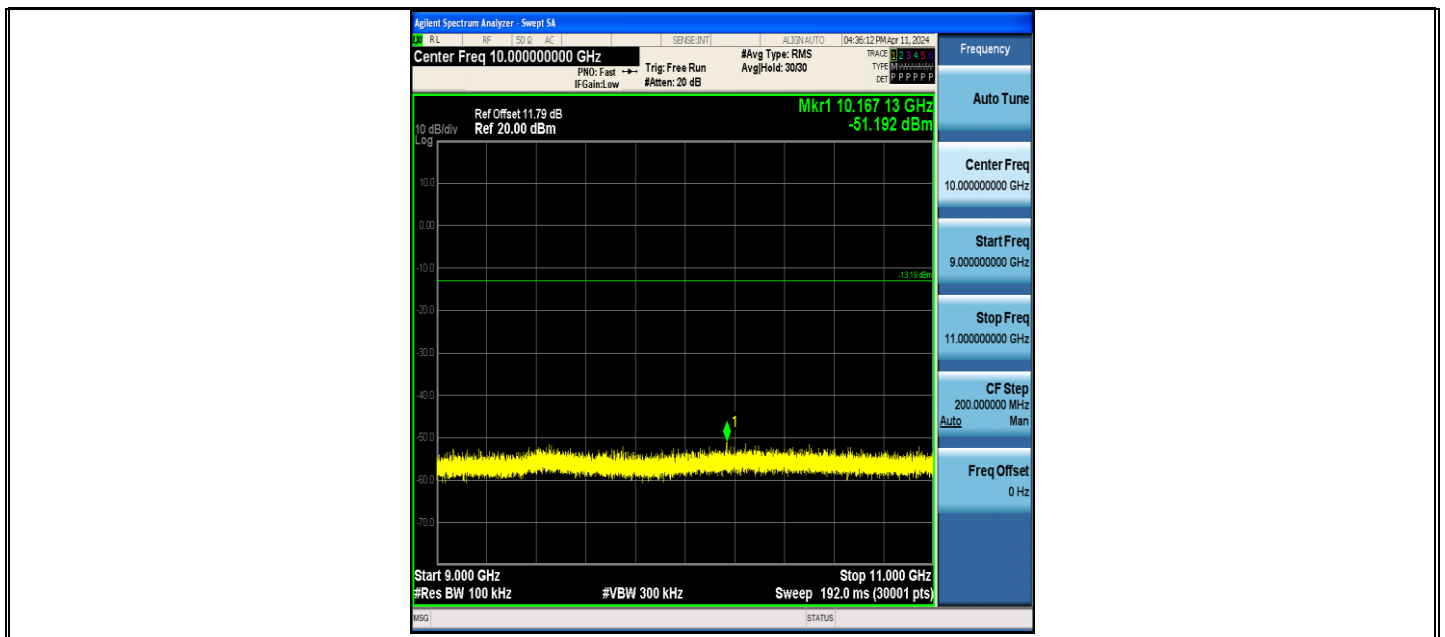 Agilent Spectrum Analyzer - Swept SA
RL RF 50 Ω AC SENSE:INT ALIGN AUTO 04:36:12 PM Apr 11, 2024
Center Freq 10.000000000 GHz
PNO: Fast
IFGain:Low
Trig: Free Run
#Atten: 20 dB
#Avg Type: RMS
Avg|Hold: 30/30
TRACE 1 2 3 4 5 6
TYPE M
DET P P P P P P
Mkr1 10.167 13 GHz
-51.192 dBm
Ref Offset 11.79 dB
10 dB/div Ref 20.00 dBm
Log
10.0
0.00
-10.0
-13.19 dBm
-20.0
-30.0
-40.0
1
-50.0
-60.0
-70.0
Start 9.000 GHz Stop 11.000 GHz
#Res BW 100 kHz #VBW 300 kHz Sweep 192.0 ms (30001 pts)
MSG STATUS
Frequency
Auto Tune
Center Freq
10.000000000 GHz
Start Freq
9.000000000 GHz
Stop Freq
11.000000000 GHz
CF Step
200.000000 MHz
Auto Man
Freq Offset
0 Hz